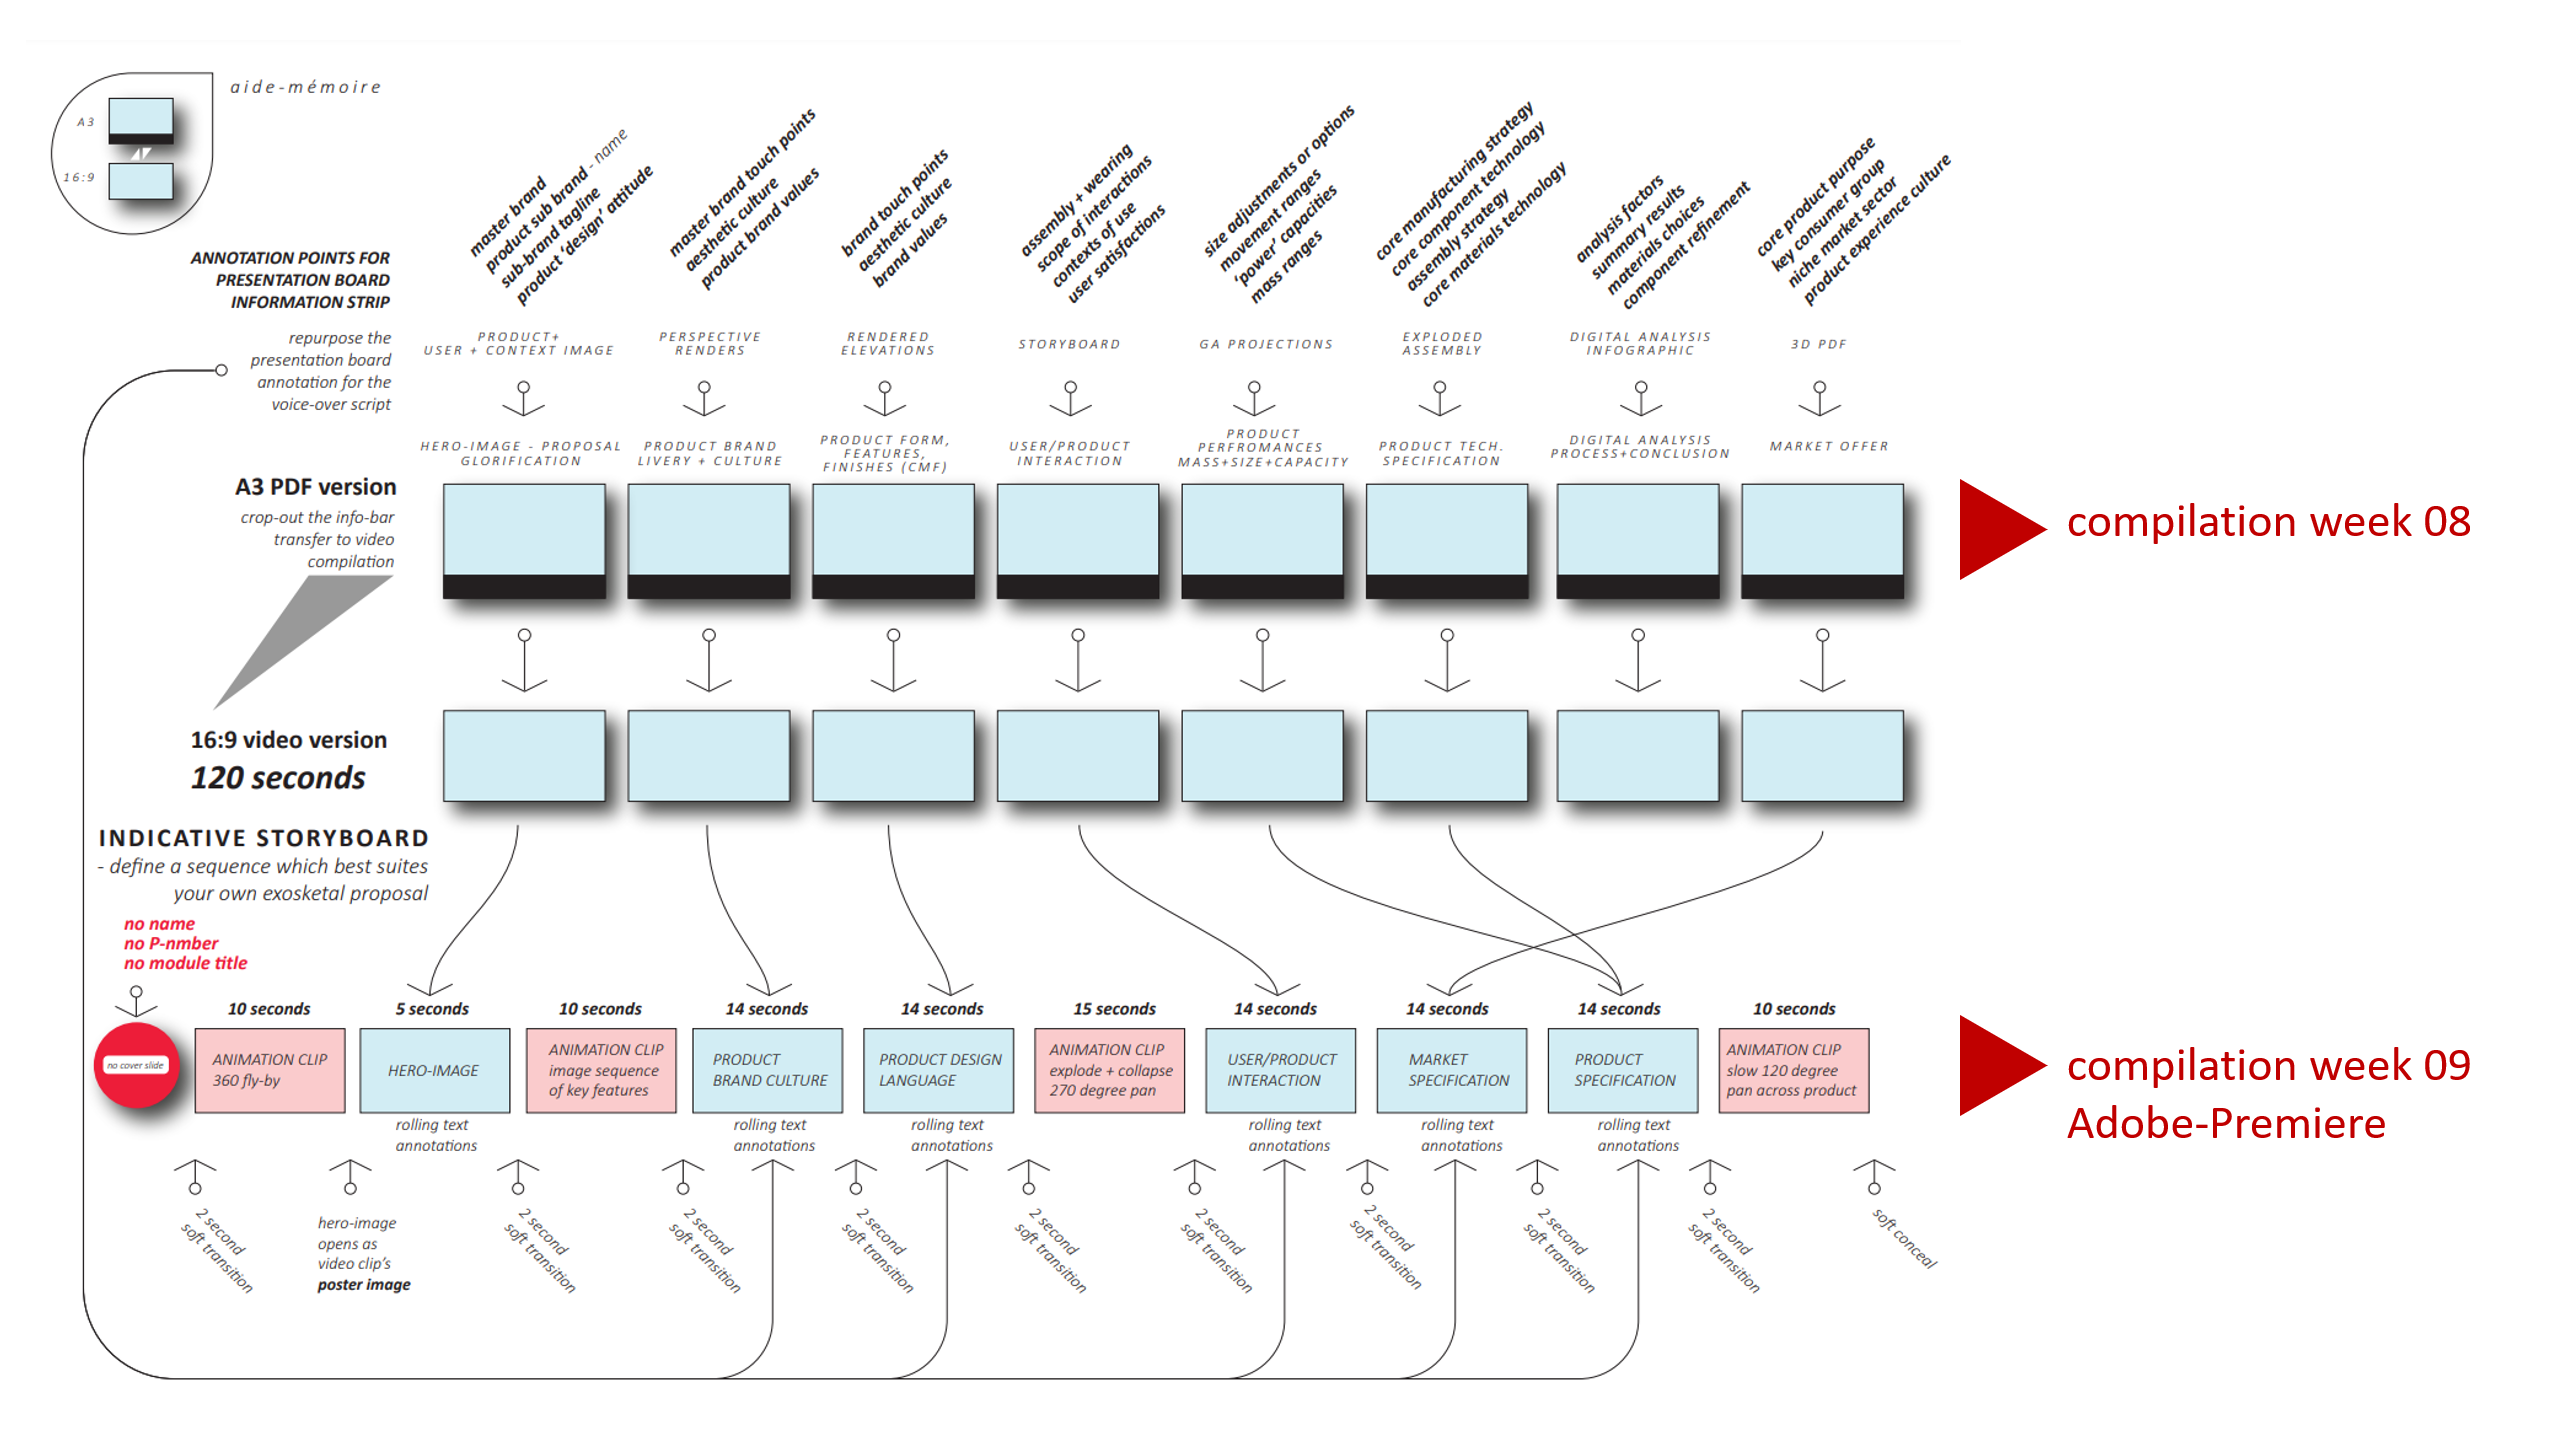 aide-mémoire
A3
16:9
ANNOTATION POINTS FOR
PRESENTATION BOARD
INFORMATION STRIP
repurpose the
presentation board
annotation for the
voice-over script
master brand
product sub brand - name
sub-brand tagline
product ‘design’ attitude
master brand touch points
aesthetic culture
product brand values
brand touch points
aesthetic culture
brand values
assembly + wearing
scope of interactions
contexts of use
user satisfactions
size adjustments or options
movement ranges
‘power’ capacities
mass ranges
core manufacturing strategy
core component technology
assembly strategy
core materials technology
analysis factors
summary results
materials choices
component refinement
core product purpose
key consumer group
niche market sector
product experience culture
PRODUCT+
USER + CONTEXT IMAGE
PERSPECTIVE
RENDERS
RENDERED
ELEVATIONS
STORYBOARD
GA PROJECTIONS
EXPLODED
ASSEMBLY
DIGITAL ANALYSIS
INFOGRAPHIC
3D PDF
HERO-IMAGE - PROPOSAL
GLORIFICATION
PRODUCT BRAND
LIVERY + CULTURE
PRODUCT FORM,
FEATURES,
FINISHES (CMF)
USER/PRODUCT
INTERACTION
PRODUCT
PERFROMANCES
MASS+SIZE+CAPACITY
PRODUCT TECH.
SPECIFICATION
DIGITAL ANALYSIS
PROCESS+CONCLUSION
MARKET OFFER
A3 PDF version
crop-out the info-bar
transfer to video
compilation
compilation week 08
16:9 video version
120 seconds
INDICATIVE STORYBOARD
- define a sequence which best suites
your own exosketal proposal
no name
no P-nmber
no module title
no cover slide
10 seconds
5 seconds
10 seconds
14 seconds
14 seconds
15 seconds
14 seconds
14 seconds
14 seconds
10 seconds
ANIMATION CLIP
360 fly-by
HERO-IMAGE
ANIMATION CLIP
image sequence
of key features
PRODUCT
BRAND CULTURE
PRODUCT DESIGN
LANGUAGE
ANIMATION CLIP
explode + collapse
270 degree pan
USER/PRODUCT
INTERACTION
MARKET
SPECIFICATION
PRODUCT
SPECIFICATION
ANIMATION CLIP
slow 120 degree
pan across product
compilation week 09
Adobe-Premiere
rolling text
annotations
rolling text
annotations
rolling text
annotations
rolling text
annotations
rolling text
annotations
rolling text
annotations
2 second
soft transition
hero-image
opens as
video clip’s
poster image
2 second
soft transition
2 second
soft transition
2 second
soft transition
2 second
soft transition
2 second
soft transition
2 second
soft transition
2 second
soft transition
2 second
soft transition
soft conceal